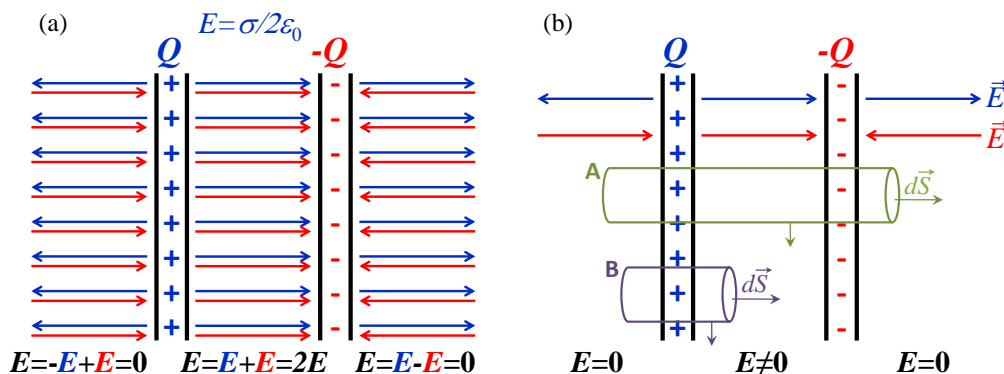 (a)
E=σ/2ε₀
Q
-Q
+ -
+ -
+ -
+ -
+ -
+ -
+ -
+ -
E=-E+E=0
E=E+E=2E
E=E-E=0
(b)
Q
-Q
+ -
E⃗
+ -
E⃗
+ -
A
+ -
dS⃗
+ -
+ -
B
+ -
dS⃗
+ -
E=0
E≠0
E=0